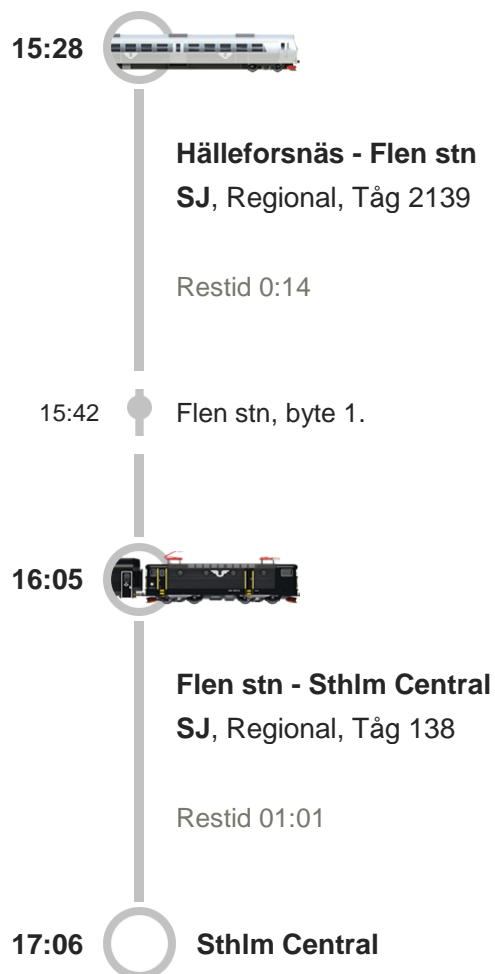 15:28
Hälleforsnäs - Flen stn
SJ, Regional, Tåg 2139
Restid 0:14
15:42 Flen stn, byte 1.
16:05
Flen stn - Sthlm Central
SJ, Regional, Tåg 138
Restid 01:01
17:06 Sthlm Central